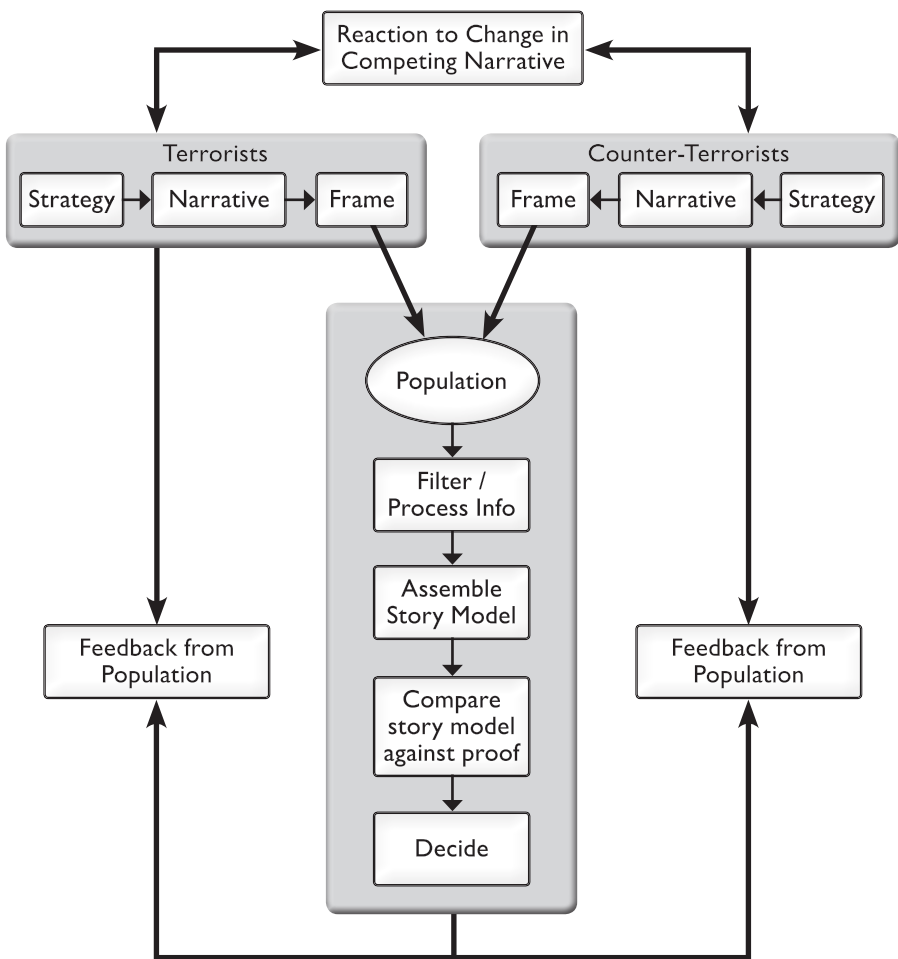 Reaction to Change in
Competing Narrative
Terrorists
Strategy
Narrative
Frame
Counter-Terrorists
Frame
Narrative
Strategy
Population
Filter /
Process Info
Assemble
Story Model
Feedback from
Population
Feedback from
Population
Compare
story model
against proof
Decide